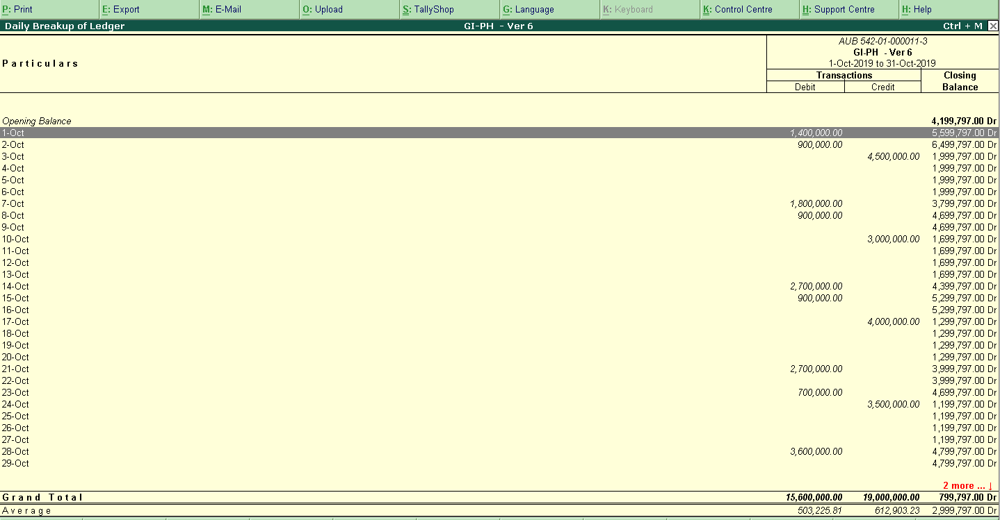 P: Print E: Export M: E-Mail O: Upload S: TallyShop G: Language K: Keyboard K: Control Centre H: Support Centre H: Help
Daily Breakup of Ledger GI-PH - Ver 6 Ctrl + M
AUB 542-01-000011-3
GI-PH - Ver 6
Particulars 1-Oct-2019 to 31-Oct-2019
Transactions Closing
Debit Credit Balance
Opening Balance 4,199,797.00 Dr
1-Oct 1,400,000.00 5,599,797.00 Dr
2-Oct 900,000.00 6,499,797.00 Dr
3-Oct 4,500,000.00 1,999,797.00 Dr
4-Oct 1,999,797.00 Dr
5-Oct 1,999,797.00 Dr
6-Oct 1,999,797.00 Dr
7-Oct 1,800,000.00 3,799,797.00 Dr
8-Oct 900,000.00 4,699,797.00 Dr
9-Oct 4,699,797.00 Dr
10-Oct 3,000,000.00 1,699,797.00 Dr
11-Oct 1,699,797.00 Dr
12-Oct 1,699,797.00 Dr
13-Oct 1,699,797.00 Dr
14-Oct 2,700,000.00 4,399,797.00 Dr
15-Oct 900,000.00 5,299,797.00 Dr
16-Oct 5,299,797.00 Dr
17-Oct 4,000,000.00 1,299,797.00 Dr
18-Oct 1,299,797.00 Dr
19-Oct 1,299,797.00 Dr
20-Oct 1,299,797.00 Dr
21-Oct 2,700,000.00 3,999,797.00 Dr
22-Oct 3,999,797.00 Dr
23-Oct 700,000.00 4,699,797.00 Dr
24-Oct 3,500,000.00 1,199,797.00 Dr
25-Oct 1,199,797.00 Dr
26-Oct 1,199,797.00 Dr
27-Oct 1,199,797.00 Dr
28-Oct 3,600,000.00 4,799,797.00 Dr
29-Oct 4,799,797.00 Dr
2 more ... ↓
Grand Total 15,600,000.00 19,000,000.00 799,797.00 Dr
Average 503,225.81 612,903.23 2,999,797.00 Dr